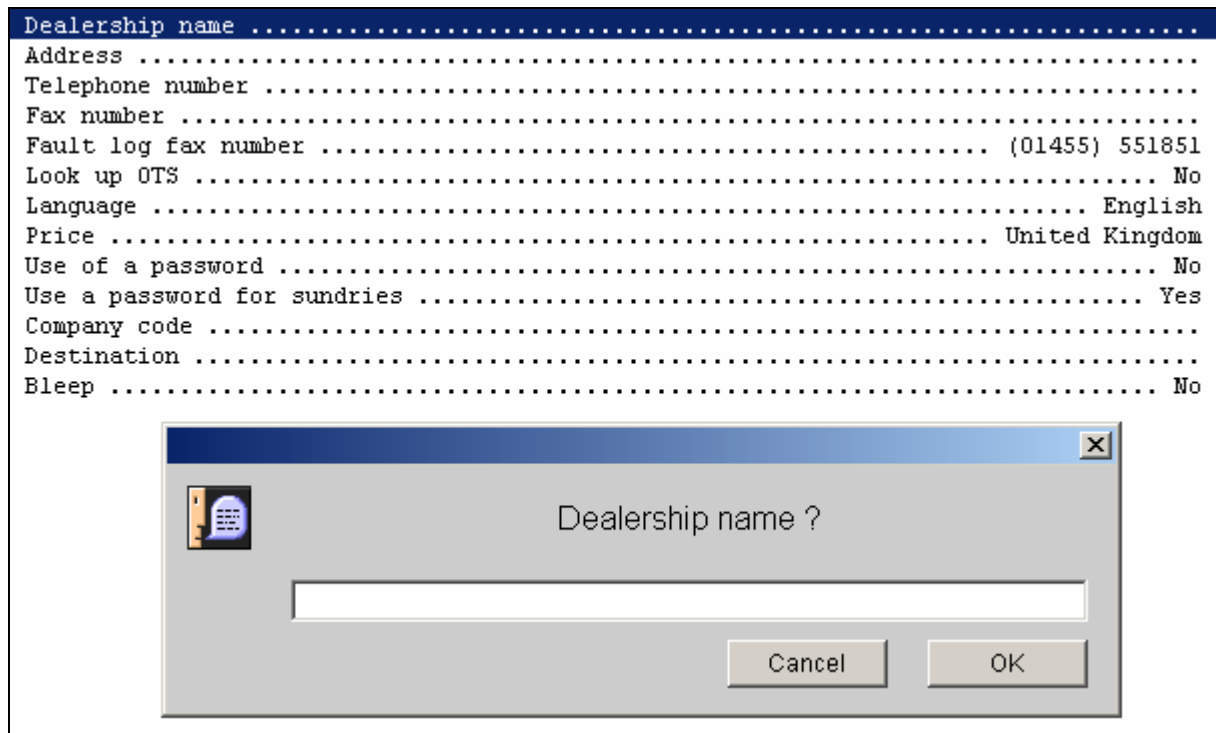 Dealership name ....................................................................
Address ............................................................................
Telephone number ...................................................................
Fax number .........................................................................
Fault log fax number ................................................ (01455) 551851
Look up OTS ..................................................................... No
Language ................................................................... English
Price ............................................................... United Kingdom
Use of a password ............................................................... No
Use a password for sundries .................................................... Yes
Company code .......................................................................
Destination ........................................................................
Bleep ........................................................................... No
Dealership name ?
Cancel OK